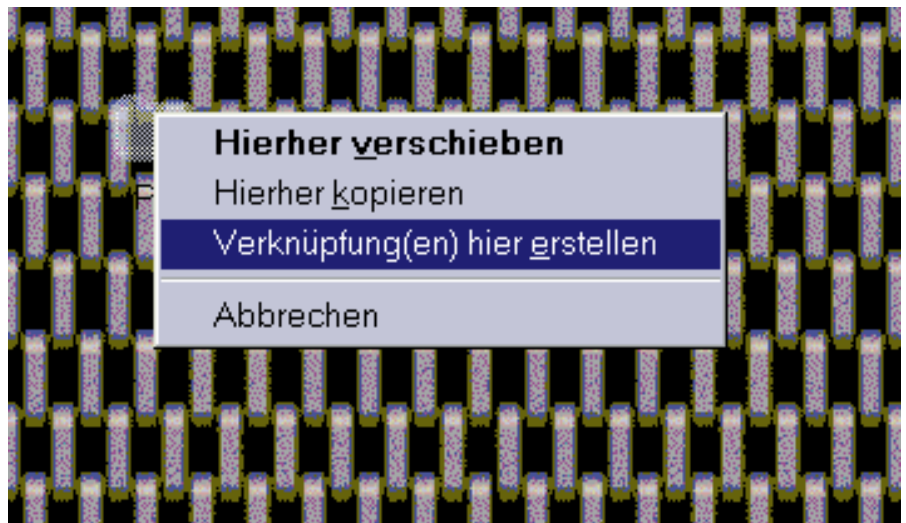 Hierher verschieben
Hierher kopieren
Verknüpfung(en) hier erstellen
Abbrechen